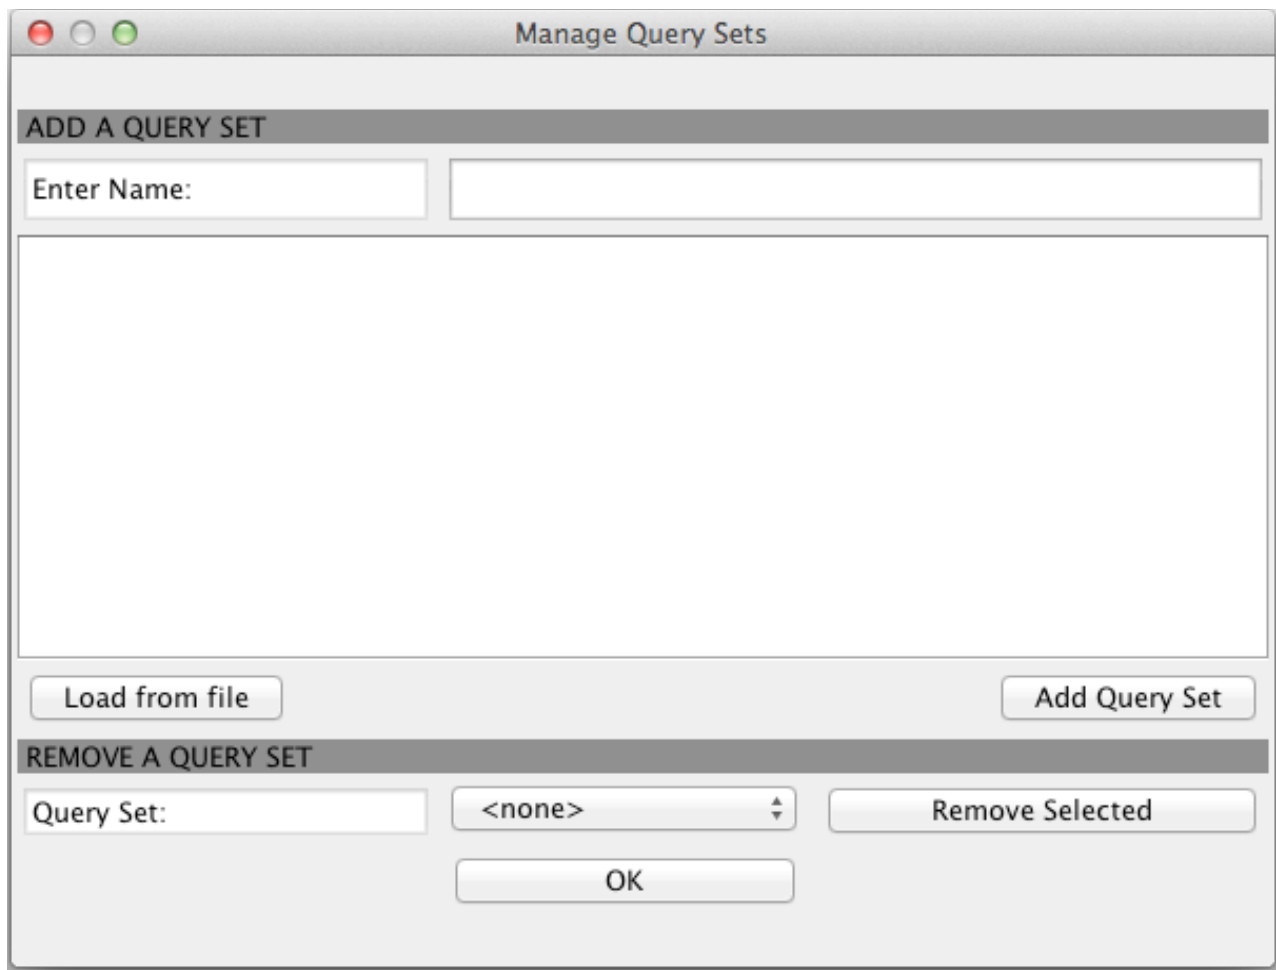 Manage Query Sets
ADD A QUERY SET
Enter Name:
Load from file
Add Query Set
REMOVE A QUERY SET
Query Set:
<none>
Remove Selected
OK